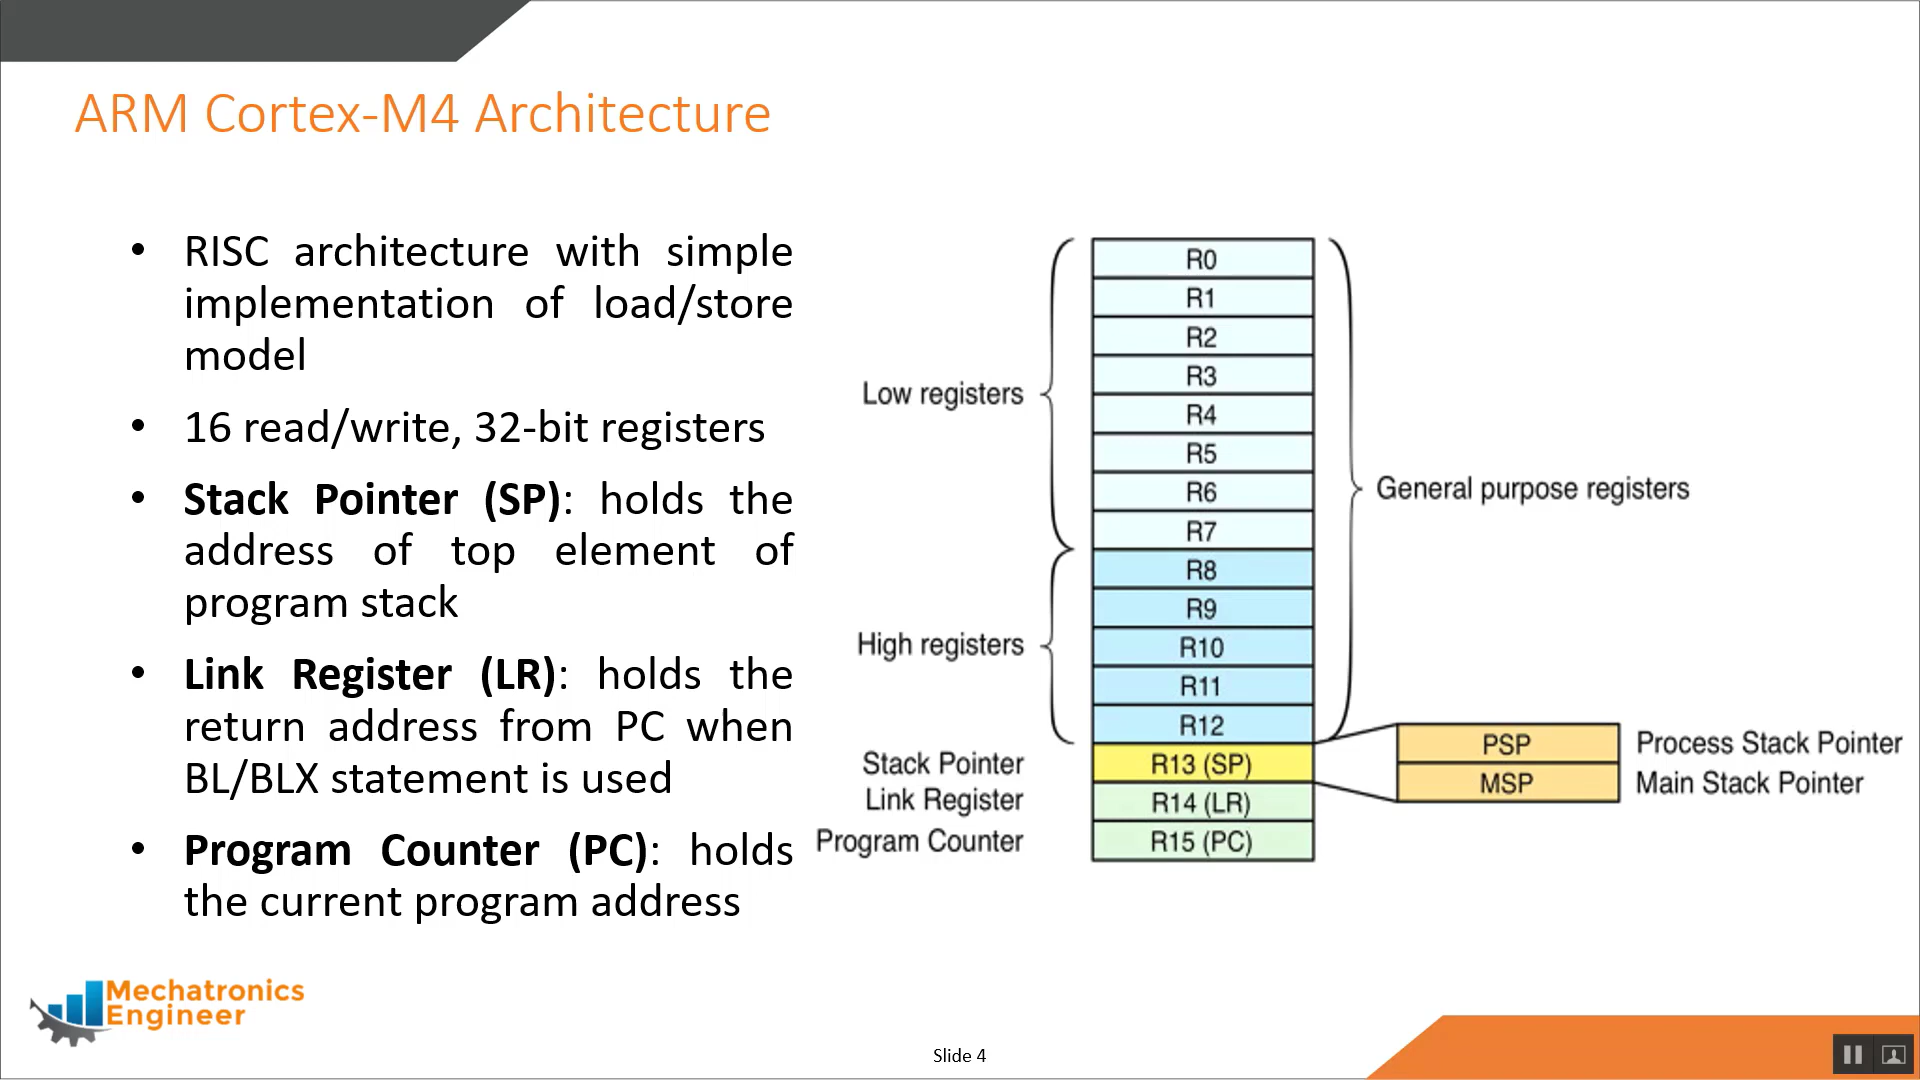 ARM Cortex-M4 Architecture
• RISC architecture with simple
implementation of load/store
model
• 16 read/write, 32-bit registers
• Stack Pointer (SP): holds the
address of top element of
program stack
• Link Register (LR): holds the
return address from PC when
BL/BLX statement is used
• Program Counter (PC): holds
the current program address
Low registers
High registers
Stack Pointer
Link Register
Program Counter
R0
R1
R2
R3
R4
R5
R6
R7
R8
R9
R10
R11
R12
R13 (SP)
R14 (LR)
R15 (PC)
General purpose registers
PSP
MSP
Process Stack Pointer
Main Stack Pointer
Mechatronics
Engineer
Slide 4